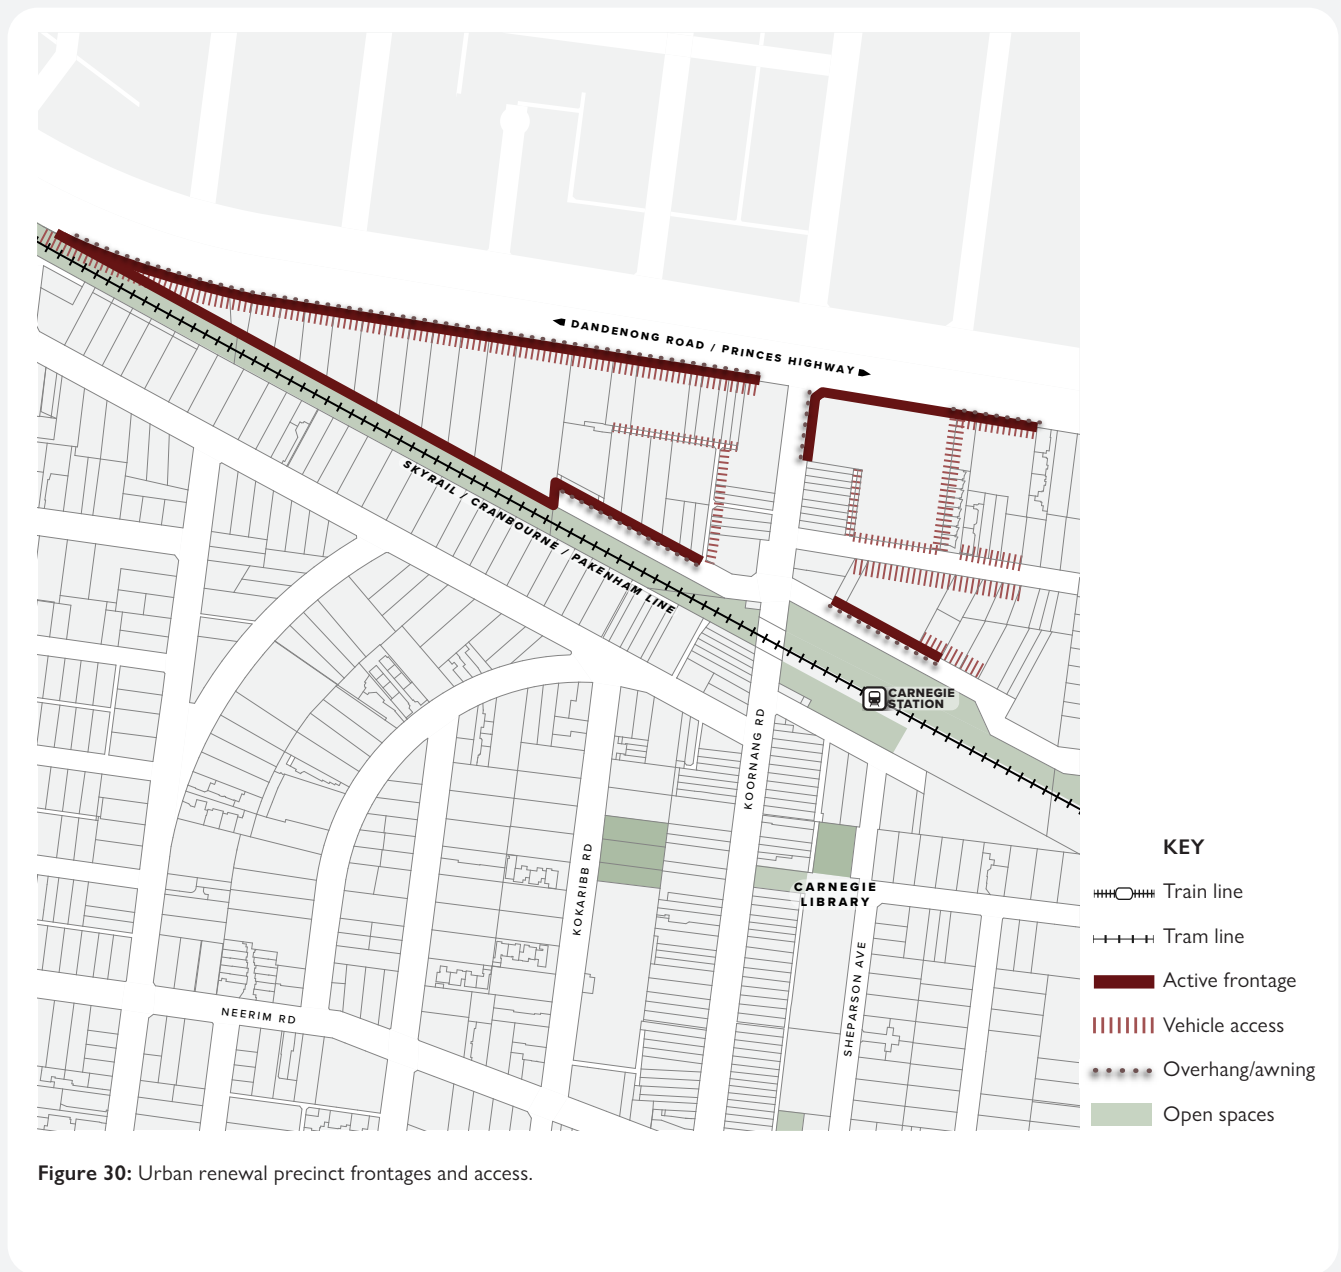 DANDENONG ROAD / PRINCES HIGHWAY
SKYRAIL / CRANBOURNE / PAKENHAM LINE
CARNEGIE
STATION
KOORNANG RD
KOKARIBB RD
CARNEGIE
LIBRARY
SHEPARSON AVE
NEERIM RD
KEY
Train line
Tram line
Active frontage
Vehicle access
Overhang/awning
Open spaces
Figure 30: Urban renewal precinct frontages and access.